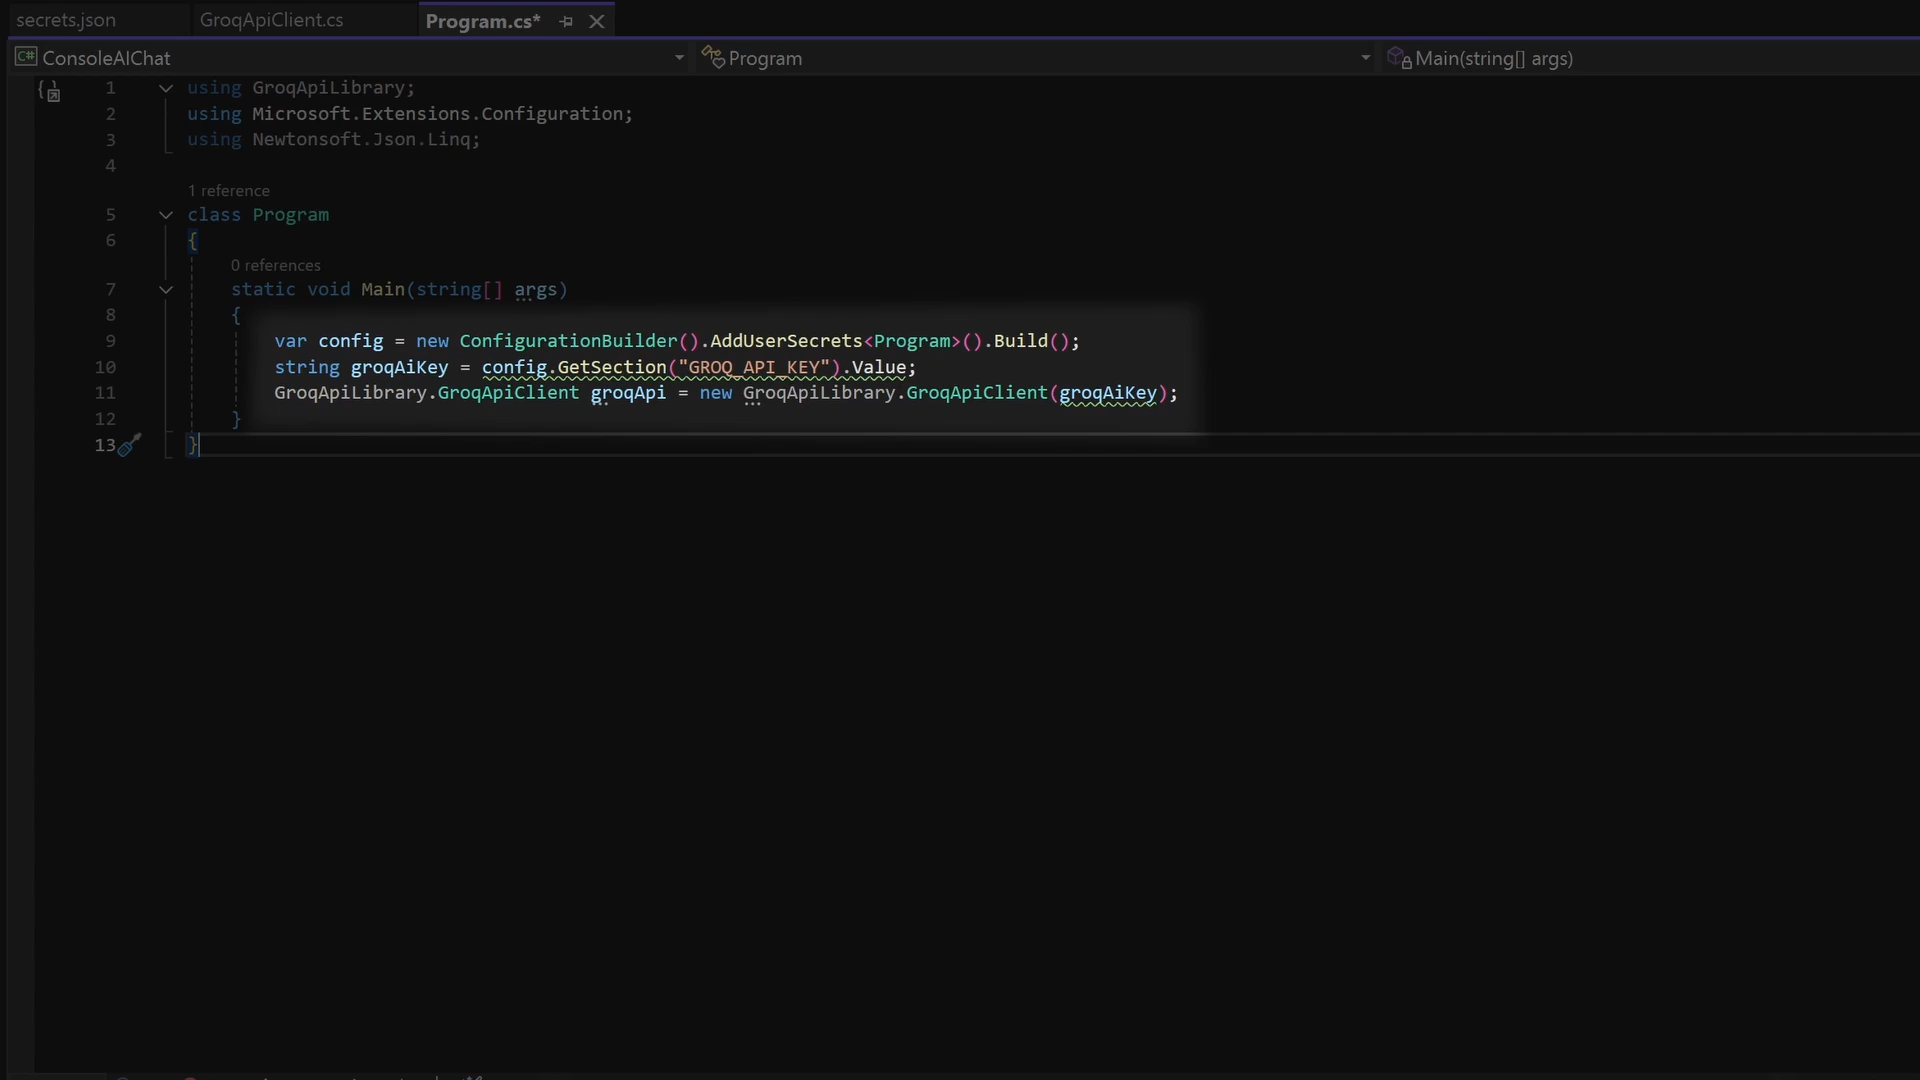 secrets.json GroqApiClient.cs Program.cs*
C# ConsoleAIChat Program Main(string[] args)
1 using GroqApiLibrary;
2 using Microsoft.Extensions.Configuration;
3 using Newtonsoft.Json.Linq;
4
1 reference
5 class Program
6 {
0 references
7 static void Main(string[] args)
8 {
9 var config = new ConfigurationBuilder().AddUserSecrets<Program>().Build();
10 string groqAiKey = config.GetSection("GROQ_API_KEY").Value;
11 GroqApiLibrary.GroqApiClient groqApi = new GroqApiLibrary.GroqApiClient(groqAiKey);
12 }
13 }